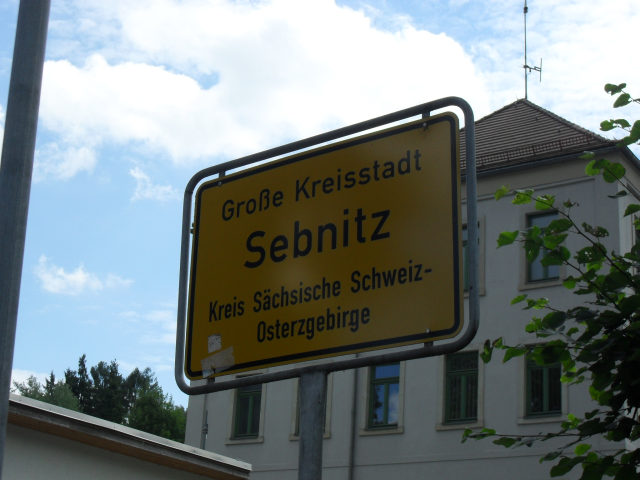 Große Kreisstadt
Sebnitz
Kreis Sächsische Schweiz-
Osterzgebirge